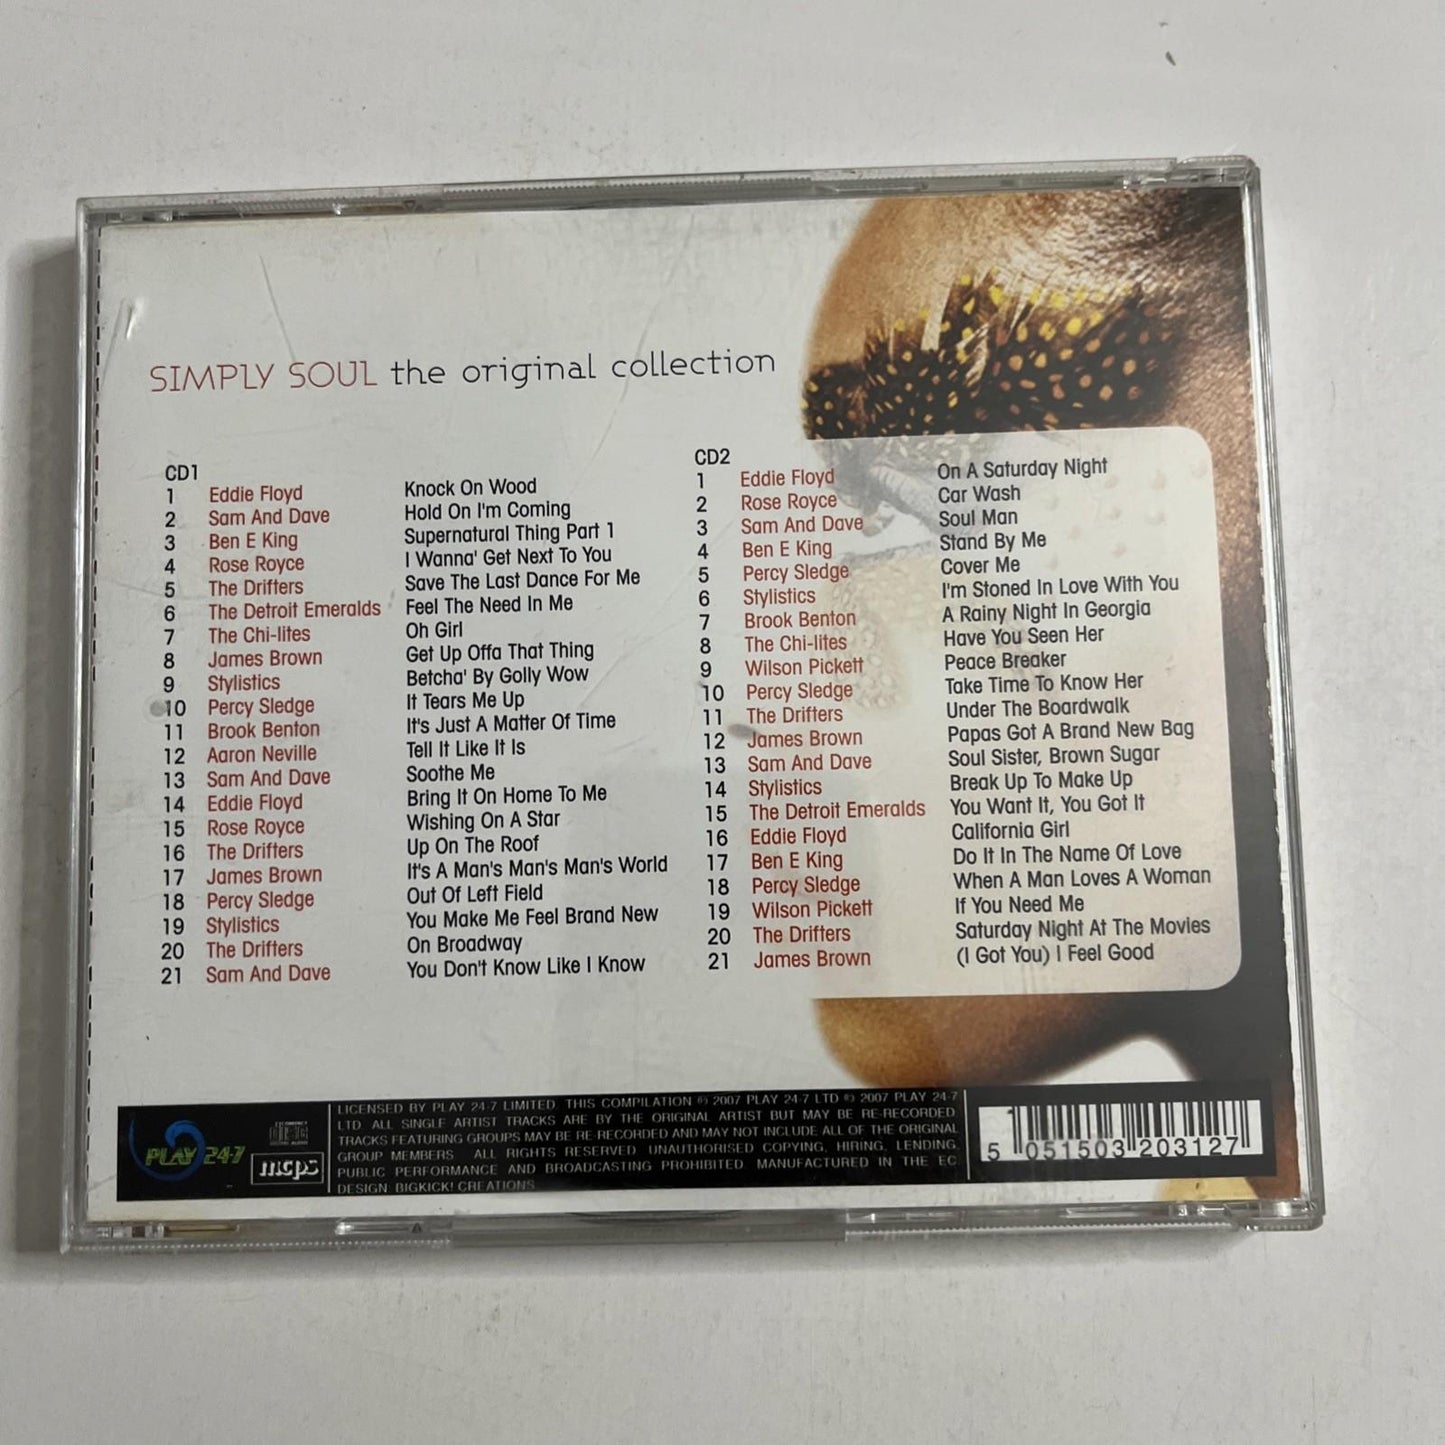 SIMPLY SOUL the original collection
CD1
1 Eddie Floyd Knock On Wood
2 Sam And Dave Hold On I'm Coming
3 Ben E King Supernatural Thing Part 1
4 Rose Royce I Wanna' Get Next To You
5 The Drifters Save The Last Dance For Me
6 The Detroit Emeralds Feel The Need In Me
7 The Chi-lites Oh Girl
8 James Brown Get Up Offa That Thing
9 Stylistics Betcha' By Golly Wow
10 Percy Sledge It Tears Me Up
11 Brook Benton It's Just A Matter Of Time
12 Aaron Neville Tell It Like It Is
13 Sam And Dave Soothe Me
14 Eddie Floyd Bring It On Home To Me
15 Rose Royce Wishing On A Star
16 The Drifters Up On The Roof
17 James Brown It's A Man's Man's Man's World
18 Percy Sledge Out Of Left Field
19 Stylistics You Make Me Feel Brand New
20 The Drifters On Broadway
21 Sam And Dave You Don't Know Like I Know
CD2
1 Eddie Floyd On A Saturday Night
2 Rose Royce Car Wash
3 Sam And Dave Soul Man
4 Ben E King Stand By Me
5 Percy Sledge Cover Me
6 Stylistics I'm Stoned In Love With You
7 Brook Benton A Rainy Night In Georgia
8 The Chi-lites Have You Seen Her
9 Wilson Pickett Peace Breaker
10 Percy Sledge Take Time To Know Her
11 The Drifters Under The Boardwalk
12 James Brown Papas Got A Brand New Bag
13 Sam And Dave Soul Sister, Brown Sugar
14 Stylistics Break Up To Make Up
15 The Detroit Emeralds You Want It, You Got It
16 Eddie Floyd California Girl
17 Ben E King Do It In The Name Of Love
18 Percy Sledge When A Man Loves A Woman
19 Wilson Pickett If You Need Me
20 The Drifters Saturday Night At The Movies
21 James Brown (I Got You) I Feel Good
PLAY 24-7
mcps
LICENSED BY PLAY 24-7 LIMITED. THIS COMPILATION ℗ 2007 PLAY 24-7 LTD © 2007 PLAY 24-7
LTD. ALL SINGLE ARTIST TRACKS ARE BY THE ORIGINAL ARTIST BUT MAY BE RE-RECORDED.
TRACKS FEATURING GROUPS MAY BE RE-RECORDED AND MAY NOT INCLUDE ALL OF THE ORIGINAL
GROUP MEMBERS. ALL RIGHTS RESERVED. UNAUTHORISED COPYING, HIRING, LENDING,
PUBLIC PERFORMANCE AND BROADCASTING PROHIBITED. MANUFACTURED IN THE EC.
DESIGN: BIGKICK! CREATIONS
5 051503 203127